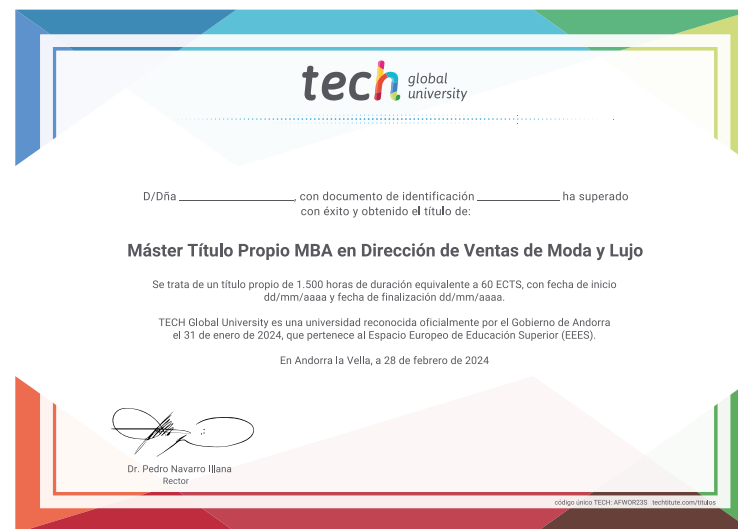 tech global university
D/Dña ____________________, con documento de identificación ______________ ha superado
con éxito y obtenido el título de:
Máster Título Propio MBA en Dirección de Ventas de Moda y Lujo
Se trata de un título propio de 1.500 horas de duración equivalente a 60 ECTS, con fecha de inicio
dd/mm/aaaa y fecha de finalización dd/mm/aaaa.
TECH Global University es una universidad reconocida oficialmente por el Gobierno de Andorra
el 31 de enero de 2024, que pertenece al Espacio Europeo de Educación Superior (EEES).
En Andorra la Vella, a 28 de febrero de 2024
Dr. Pedro Navarro Illana
Rector
código único TECH: AFWOR23S techtitute.com/titulos